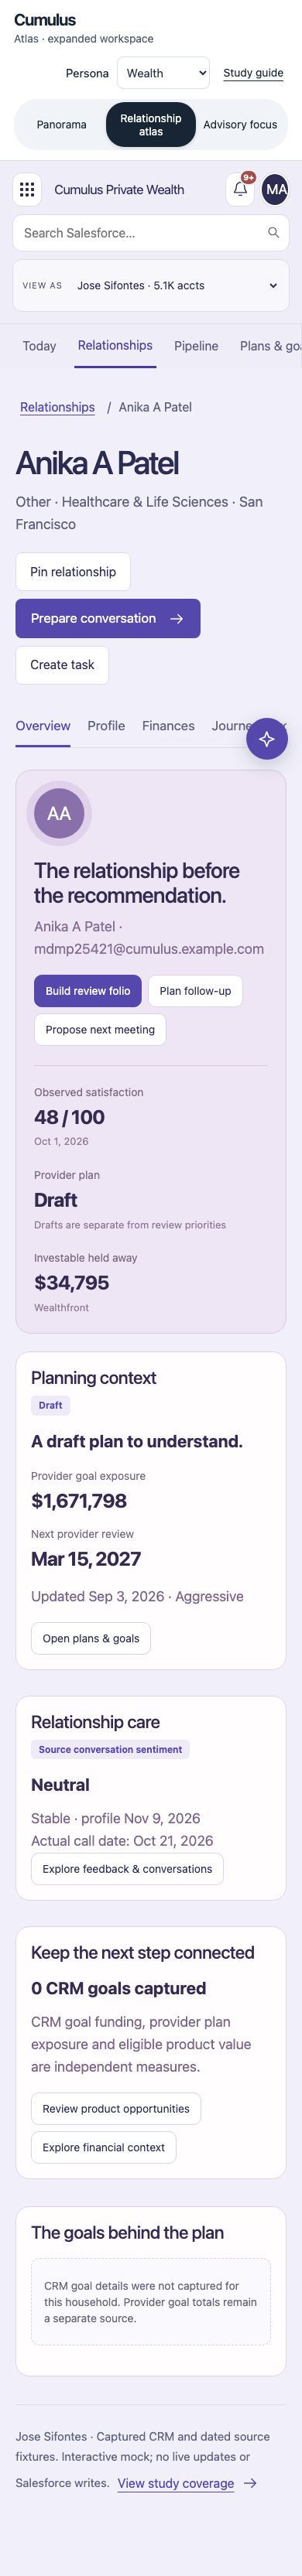 Cumulus
Atlas · expanded workspace
Persona
Wealth
Study guide
Panorama
Relationship
atlas
Advisory focus
Cumulus Private Wealth
9+
MA
Search Salesforce...
VIEW AS
Jose Sifontes · 5.1K accts
Today
Relationships
Pipeline
Plans & goa
Relationships / Anika A Patel
Anika A Patel
Other · Healthcare & Life Sciences · San
Francisco
Pin relationship
Prepare conversation →
Create task
Overview
Profile
Finances
AA
The relationship before
the recommendation.
Anika A Patel ·
mdmp25421@cumulus.example.com
Build review folio
Plan follow-up
Propose next meeting
Observed satisfaction
48 / 100
Oct 1, 2026
Provider plan
Draft
Drafts are separate from review priorities
Investable held away
$34,795
Wealthfront
Planning context
Draft
A draft plan to understand.
Provider goal exposure
$1,671,798
Next provider review
Mar 15, 2027
Updated Sep 3, 2026 · Aggressive
Open plans & goals
Relationship care
Source conversation sentiment
Neutral
Stable · profile Nov 9, 2026
Actual call date: Oct 21, 2026
Explore feedback & conversations
Keep the next step connected
0 CRM goals captured
CRM goal funding, provider plan
exposure and eligible product value
are independent measures.
Review product opportunities
Explore financial context
The goals behind the plan
CRM goal details were not captured for
this household. Provider goal totals remain
a separate source.
Jose Sifontes · Captured CRM and dated source
fixtures. Interactive mock; no live updates or
Salesforce writes. View study coverage →